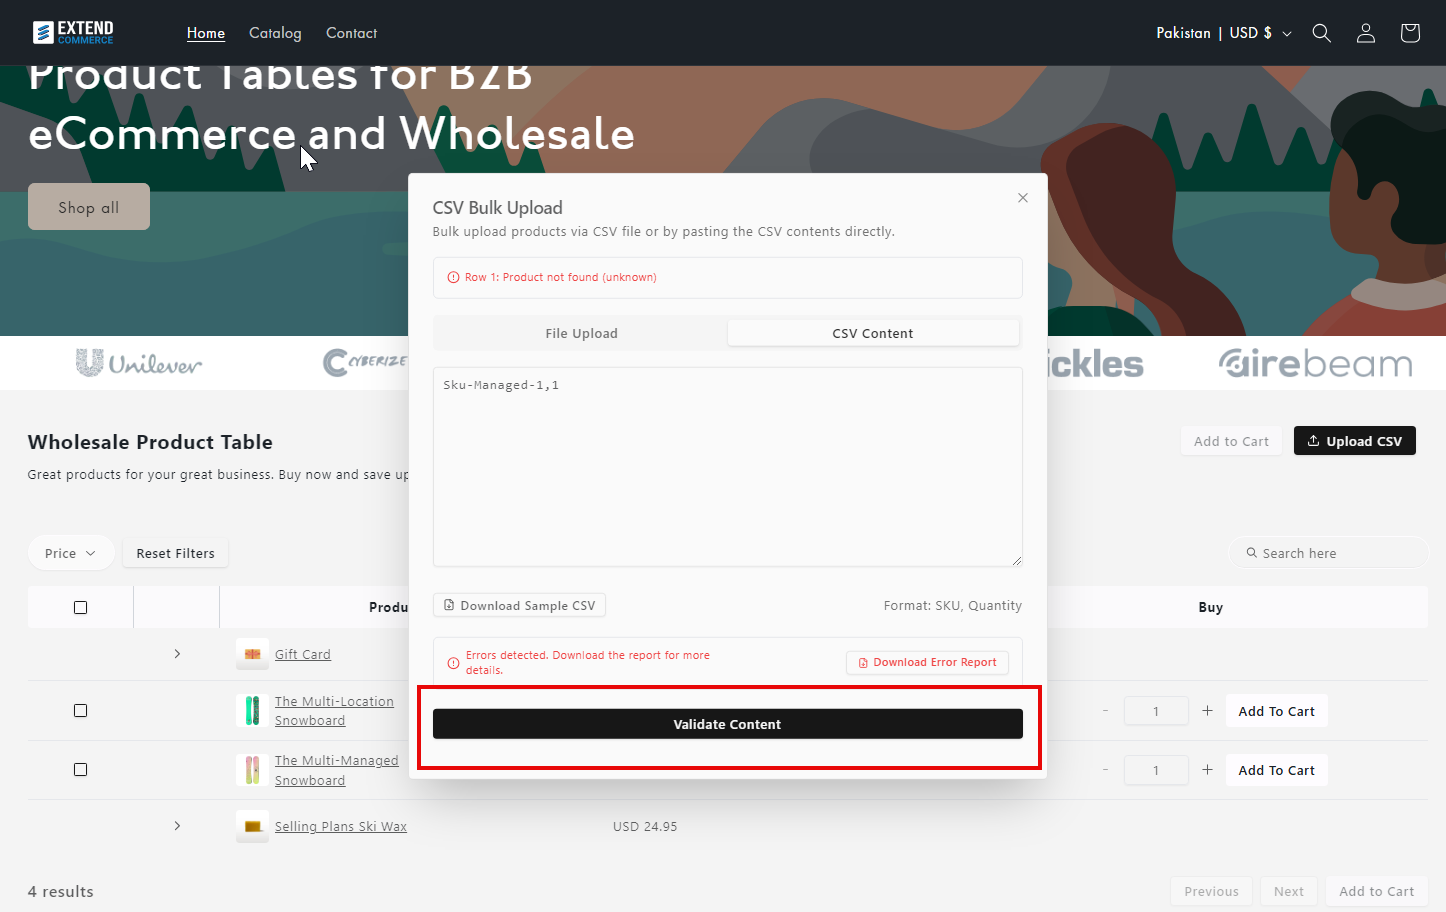 EXTEND
COMMERCE
Home
Catalog
Contact
Pakistan | USD $
Product Tables for B2B
eCommerce and Wholesale
Shop all
CSV Bulk Upload
Bulk upload products via CSV file or by pasting the CSV contents directly.
Row 1: Product not found (unknown)
File Upload
CSV Content
Unilever
CYBERIZE
ickles
airebeam
Sku-Managed-1,1
Wholesale Product Table
Great products for your great business. Buy now and save up
Add to Cart
Upload CSV
Price
Reset Filters
Search here
Download Sample CSV
Format: SKU, Quantity
Produ
Buy
Errors detected. Download the report for more
details.
Download Error Report
Gift Card
The Multi-Location
Snowboard
- 1 +
Add To Cart
Validate Content
The Multi-Managed
Snowboard
- 1 +
Add To Cart
Selling Plans Ski Wax
USD 24.95
4 results
Previous
Next
Add to Cart